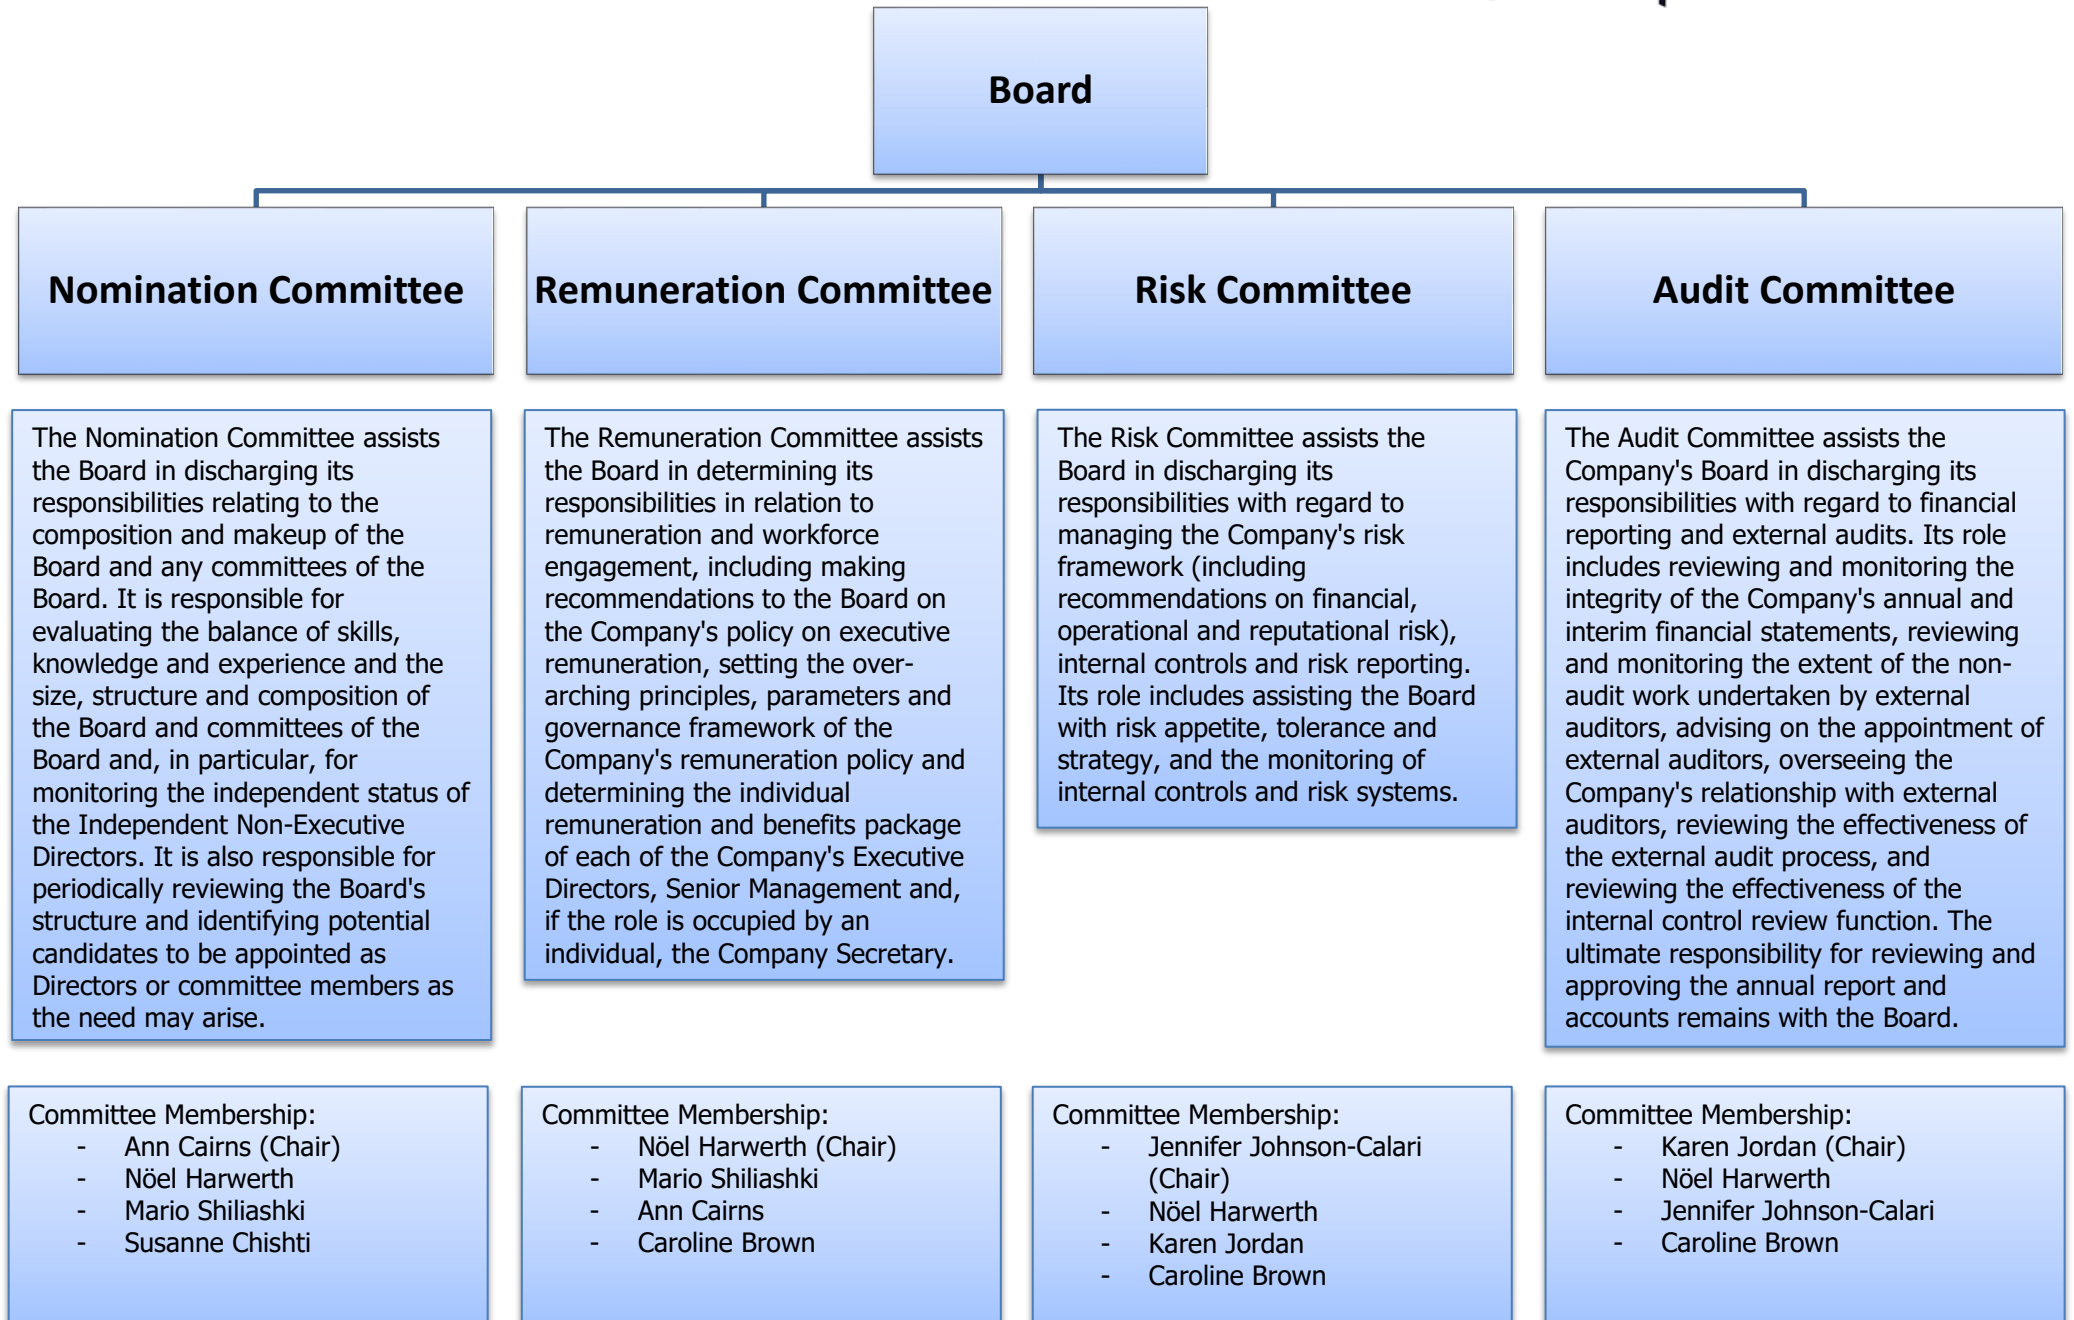 Board
Nomination Committee
Remuneration Committee
Risk Committee
Audit Committee
The Nomination Committee assists
the Board in discharging its
responsibilities relating to the
composition and makeup of the
Board and any committees of the
Board. It is responsible for
evaluating the balance of skills,
knowledge and experience and the
size, structure and composition of
the Board and committees of the
Board and, in particular, for
monitoring the independent status of
the Independent Non-Executive
Directors. It is also responsible for
periodically reviewing the Board's
structure and identifying potential
candidates to be appointed as
Directors or committee members as
the need may arise.
The Remuneration Committee assists
the Board in determining its
responsibilities in relation to
remuneration and workforce
engagement, including making
recommendations to the Board on
the Company's policy on executive
remuneration, setting the over-
arching principles, parameters and
governance framework of the
Company's remuneration policy and
determining the individual
remuneration and benefits package
of each of the Company's Executive
Directors, Senior Management and,
if the role is occupied by an
individual, the Company Secretary.
The Risk Committee assists the
Board in discharging its
responsibilities with regard to
managing the Company's risk
framework (including
recommendations on financial,
operational and reputational risk),
internal controls and risk reporting.
Its role includes assisting the Board
with risk appetite, tolerance and
strategy, and the monitoring of
internal controls and risk systems.
The Audit Committee assists the
Company's Board in discharging its
responsibilities with regard to financial
reporting and external audits. Its role
includes reviewing and monitoring the
integrity of the Company's annual and
interim financial statements, reviewing
and monitoring the extent of the non-
audit work undertaken by external
auditors, advising on the appointment of
external auditors, overseeing the
Company's relationship with external
auditors, reviewing the effectiveness of
the external audit process, and
reviewing the effectiveness of the
internal control review function. The
ultimate responsibility for reviewing and
approving the annual report and
accounts remains with the Board.
Committee Membership:
- Ann Cairns (Chair)
- Nöel Harwerth
- Mario Shiliashki
- Susanne Chishti
Committee Membership:
- Nöel Harwerth (Chair)
- Mario Shiliashki
- Ann Cairns
- Caroline Brown
Committee Membership:
- Jennifer Johnson-Calari
(Chair)
- Nöel Harwerth
- Karen Jordan
- Caroline Brown
Committee Membership:
- Karen Jordan (Chair)
- Nöel Harwerth
- Jennifer Johnson-Calari
- Caroline Brown